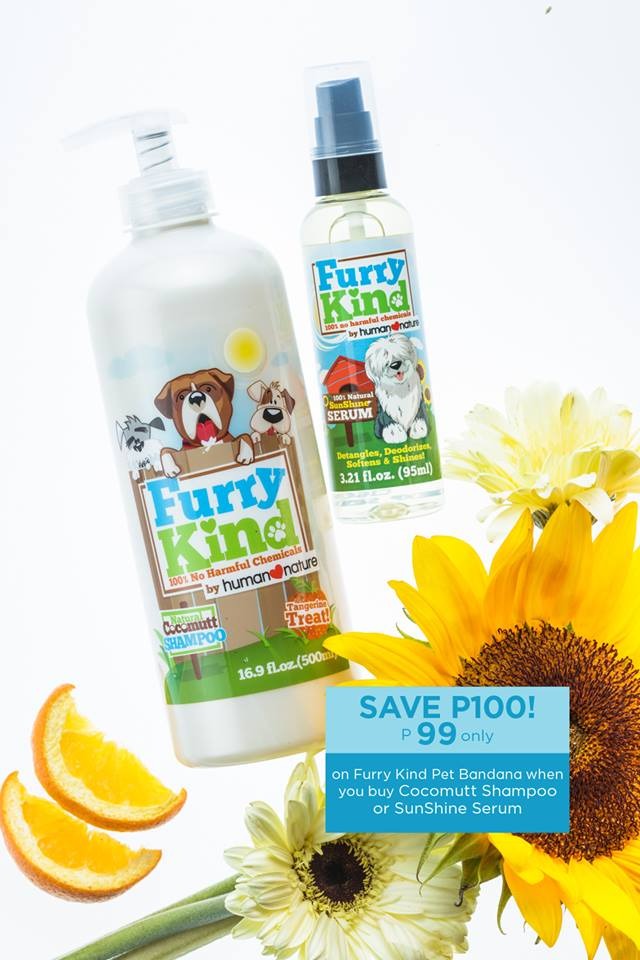 Furry
Kind
100% no harmful chemicals
by human nature
100% Natural
SunShine
SERUM
Detangles, Deodorizes,
Softens & Shines!
3.21 fl.oz. (95ml)
Furry
Kind
100% No Harmful Chemicals
by human nature
Natural
Cocomutt
SHAMPOO
Tangerine
Treat!
16.9 fl.oz.(500ml)
SAVE P100!
P 99 only
on Furry Kind Pet Bandana when
you buy Cocomutt Shampoo
or SunShine Serum